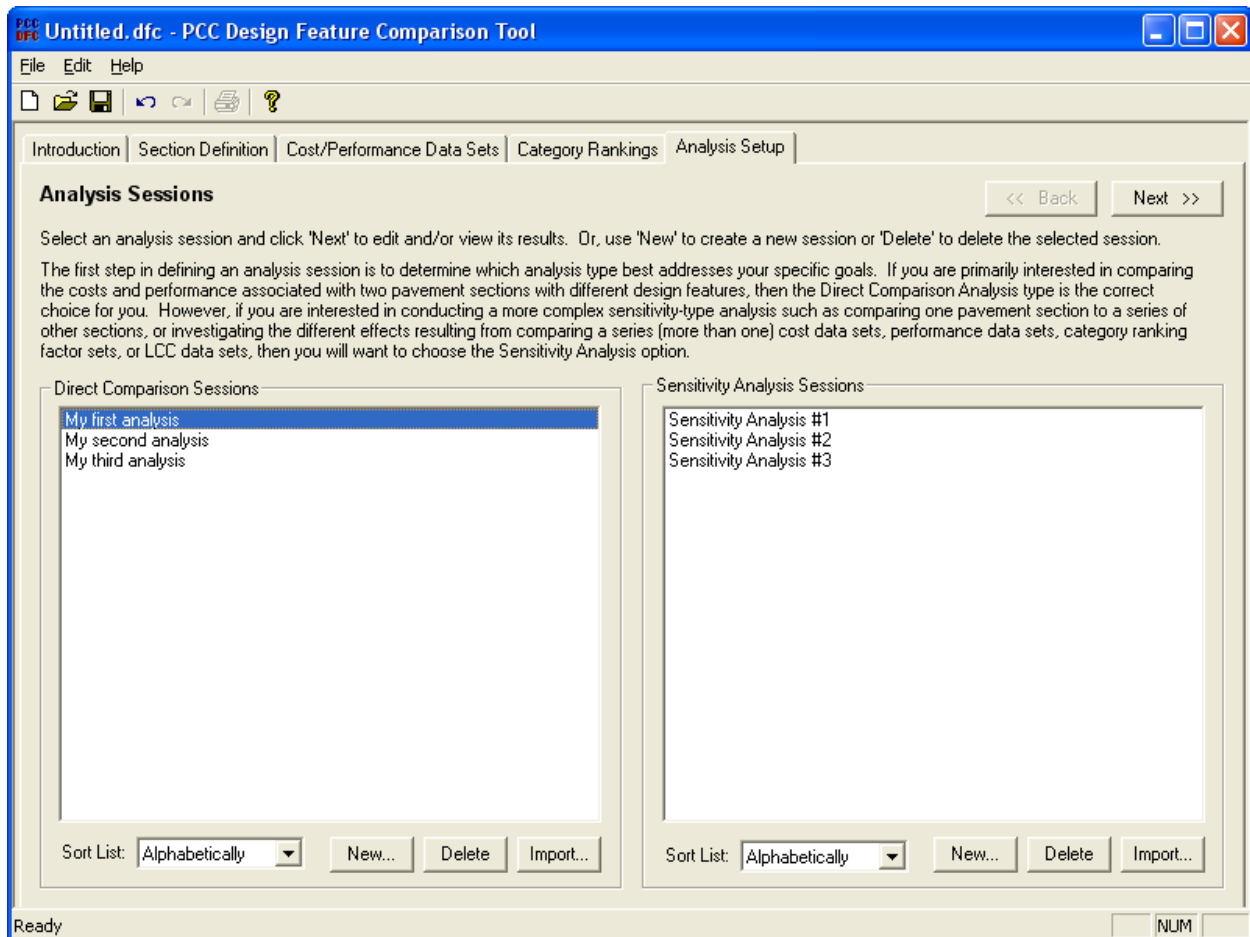 PCC DFC Untitled.dfc - PCC Design Feature Comparison Tool
File Edit Help
Introduction Section Definition Cost/Performance Data Sets Category Rankings Analysis Setup
Analysis Sessions << Back Next >>
Select an analysis session and click 'Next' to edit and/or view its results. Or, use 'New' to create a new session or 'Delete' to delete the selected session.
The first step in defining an analysis session is to determine which analysis type best addresses your specific goals. If you are primarily interested in comparing
the costs and performance associated with two pavement sections with different design features, then the Direct Comparison Analysis type is the correct
choice for you. However, if you are interested in conducting a more complex sensitivity-type analysis such as comparing one pavement section to a series of
other sections, or investigating the different effects resulting from comparing a series (more than one) cost data sets, performance data sets, category ranking
factor sets, or LCC data sets, then you will want to choose the Sensitivity Analysis option.
Direct Comparison Sessions
My first analysis
My second analysis
My third analysis
Sort List: Alphabetically New... Delete Import...
Sensitivity Analysis Sessions
Sensitivity Analysis #1
Sensitivity Analysis #2
Sensitivity Analysis #3
Sort List: Alphabetically New... Delete Import...
Ready NUM